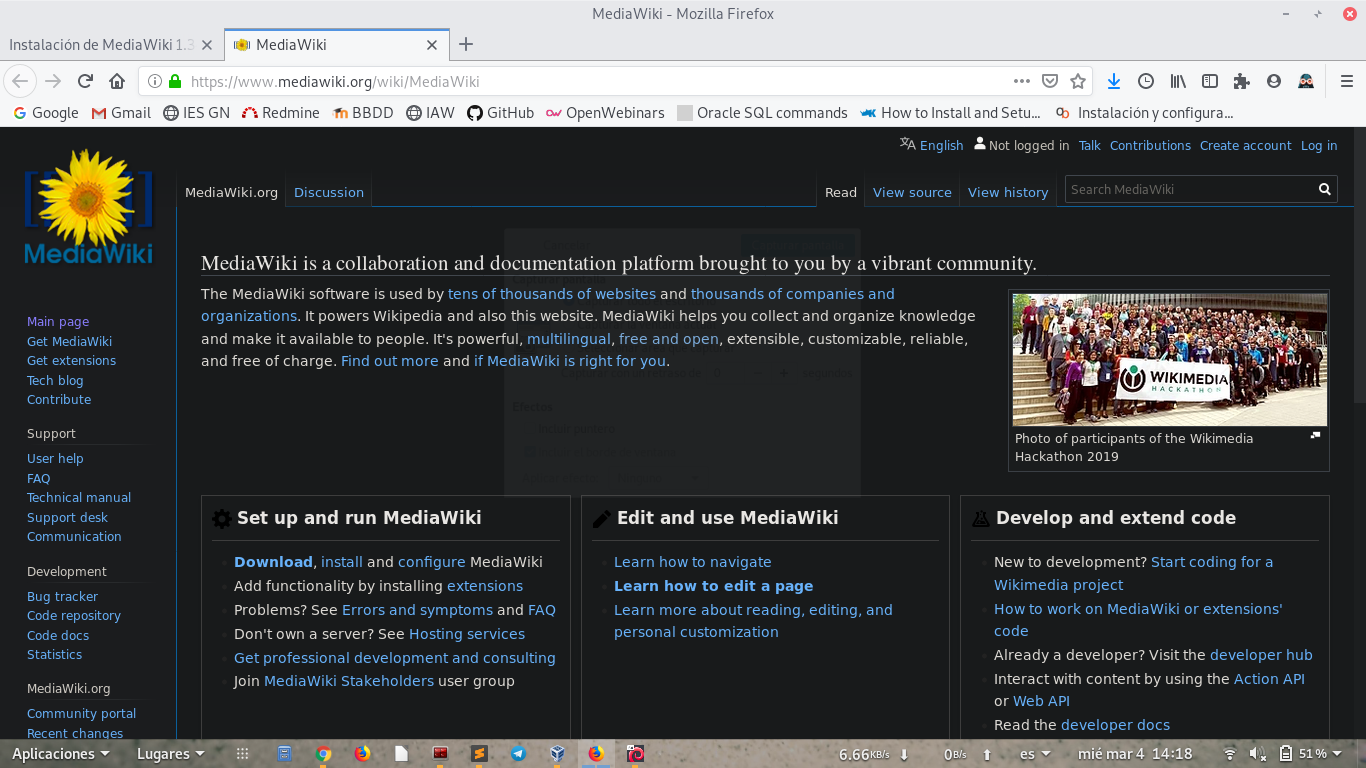 MediaWiki - Mozilla Firefox
Instalación de MediaWiki 1.3
MediaWiki
https://www.mediawiki.org/wiki/MediaWiki
Google Gmail IES GN Redmine BBDD IAW GitHub OpenWebinars Oracle SQL commands How to Install and Setu... Instalación y configura...
English Not logged in Talk Contributions Create account Log in
MediaWiki.org Discussion Read View source View history Search MediaWiki
MediaWiki
MediaWiki is a collaboration and documentation platform brought to you by a vibrant community.
The MediaWiki software is used by tens of thousands of websites and thousands of companies and
organizations. It powers Wikipedia and also this website. MediaWiki helps you collect and organize knowledge
and make it available to people. It's powerful, multilingual, free and open, extensible, customizable, reliable,
and free of charge. Find out more and if MediaWiki is right for you.
WIKIMEDIA
HACKATHON
Photo of participants of the Wikimedia
Hackathon 2019
Main page
Get MediaWiki
Get extensions
Tech blog
Contribute
Support
User help
FAQ
Technical manual
Support desk
Communication
Development
Bug tracker
Code repository
Code docs
Statistics
MediaWiki.org
Community portal
Recent changes
Efectos
Incluir puntero
segundos
Set up and run MediaWiki
Download, install and configure MediaWiki
Add functionality by installing extensions
Problems? See Errors and symptoms and FAQ
Don't own a server? See Hosting services
Get professional development and consulting
Join MediaWiki Stakeholders user group
Edit and use MediaWiki
Learn how to navigate
Learn how to edit a page
Learn more about reading, editing, and
personal customization
Develop and extend code
New to development? Start coding for a
Wikimedia project
How to work on MediaWiki or extensions'
code
Already a developer? Visit the developer hub
Interact with content by using the Action API
or Web API
Read the developer docs
Aplicaciones Lugares 6.66KB/s 0B/s es mié mar 4 14:18 51 %